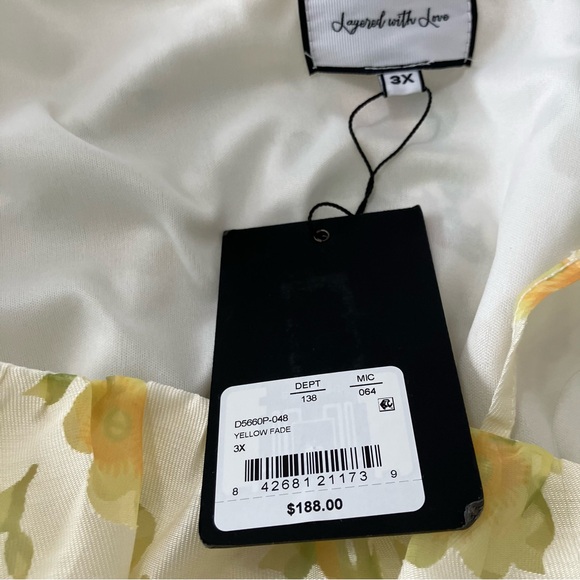 Layered with Love
3X
DEPT MIC
138 064
D5660P-048
YELLOW FADE
3X
8 42681 21173 9
$188.00